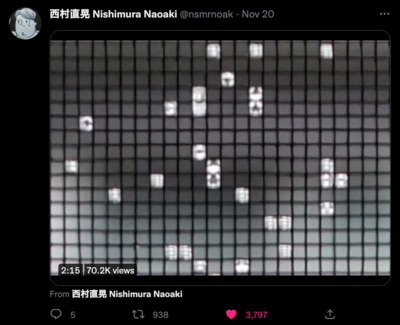 西村直晃 Nishimura Naoaki @nsmrnoak · Nov 20
2:15 | 70.2K views
From 西村直晃 Nishimura Naoaki
5 938 3,797